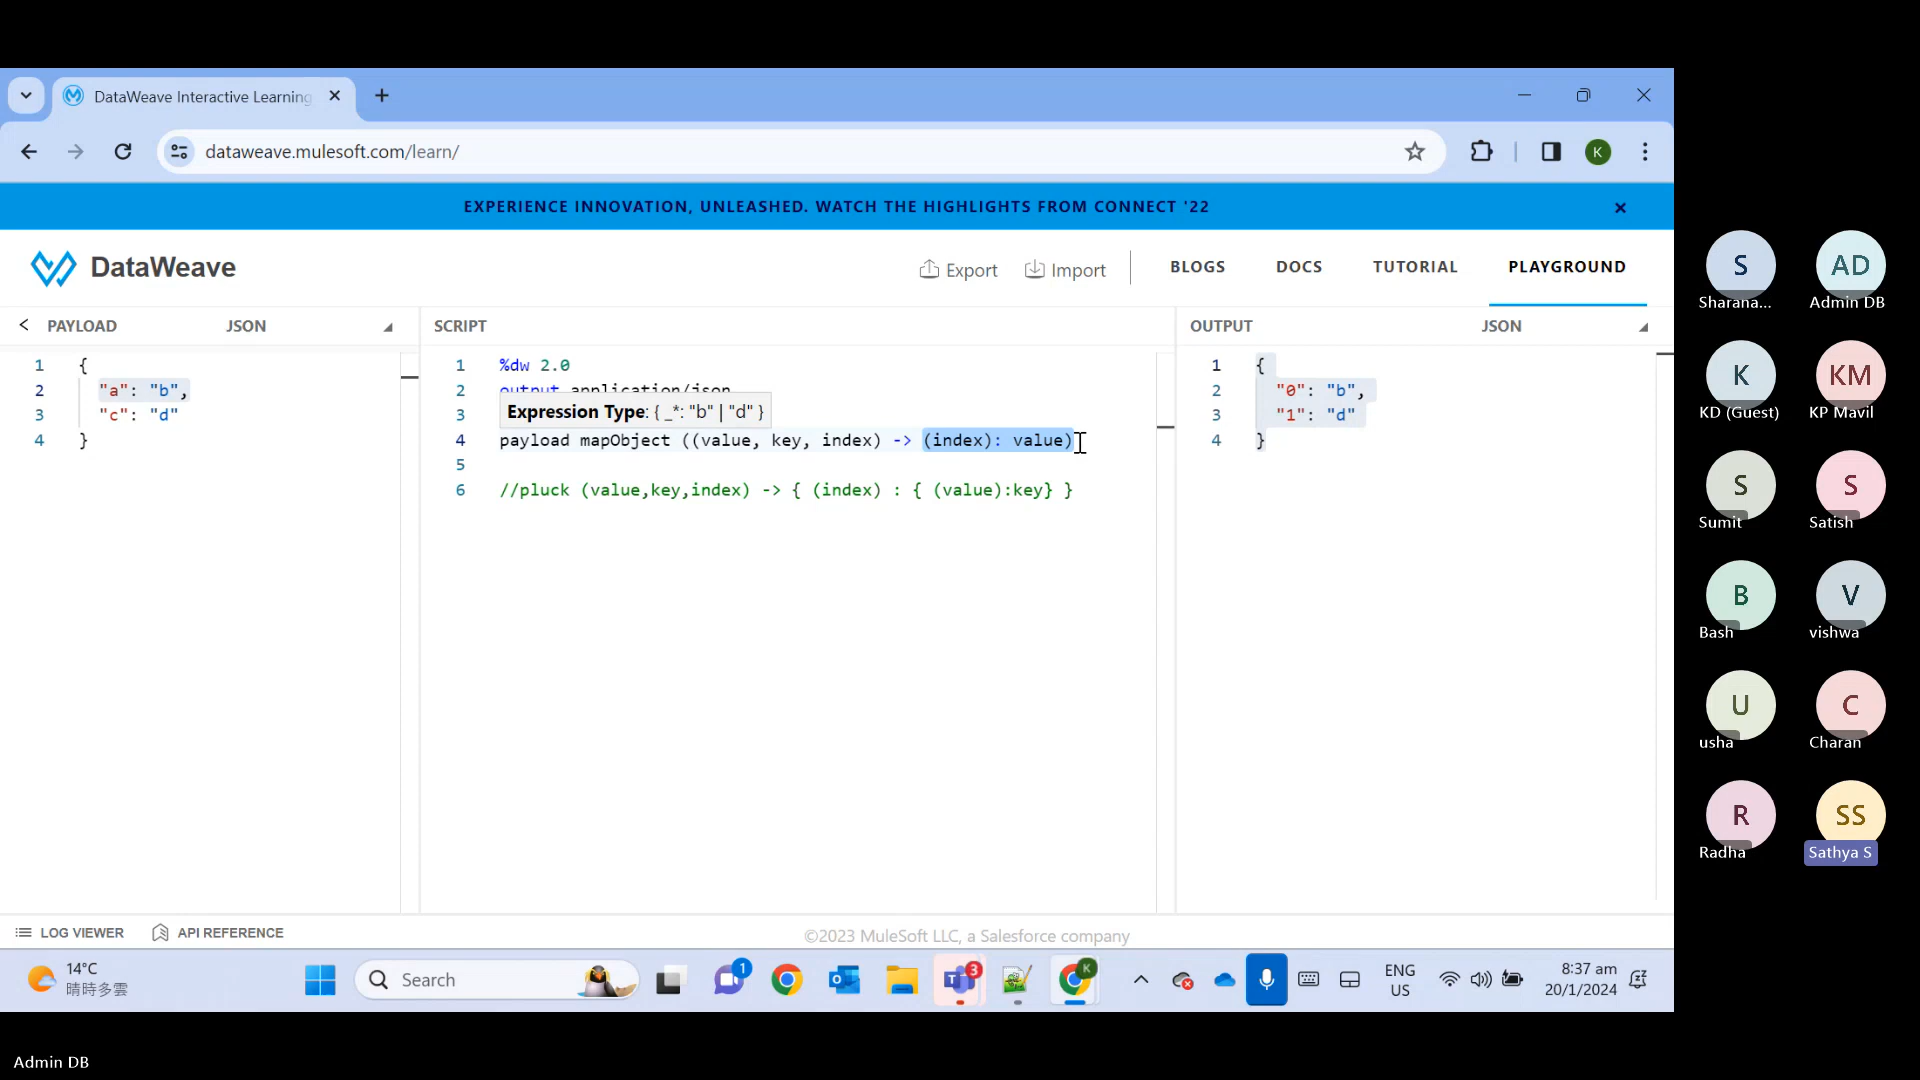 DataWeave Interactive Learning
dataweave.mulesoft.com/learn/
K
EXPERIENCE INNOVATION, UNLEASHED. WATCH THE HIGHLIGHTS FROM CONNECT '22
DataWeave
Export
Import
BLOGS
DOCS
TUTORIAL
PLAYGROUND
PAYLOAD
JSON
1 {
2 "a": "b",
3 "c": "d"
4 }
SCRIPT
1 %dw 2.0
2 output application/json
3
Expression Type: { _*: "b" | "d" }
4 payload mapObject ((value, key, index) -> (index): value)
5
6 //pluck (value,key,index) -> { (index) : { (value):key} }
OUTPUT
JSON
1 {
2 "0": "b",
3 "1": "d"
4 }
LOG VIEWER
API REFERENCE
©2023 MuleSoft LLC, a Salesforce company
14°C
晴時多雲
Search
1
3
K
ENG
US
8:37 am
20/1/2024
S
Sharana...
AD
Admin DB
K
KD (Guest)
KM
KP Mavil
S
Sumit
S
Satish
B
Bash
V
vishwa
U
usha
C
Charan
R
Radha
SS
Sathya S
Admin DB